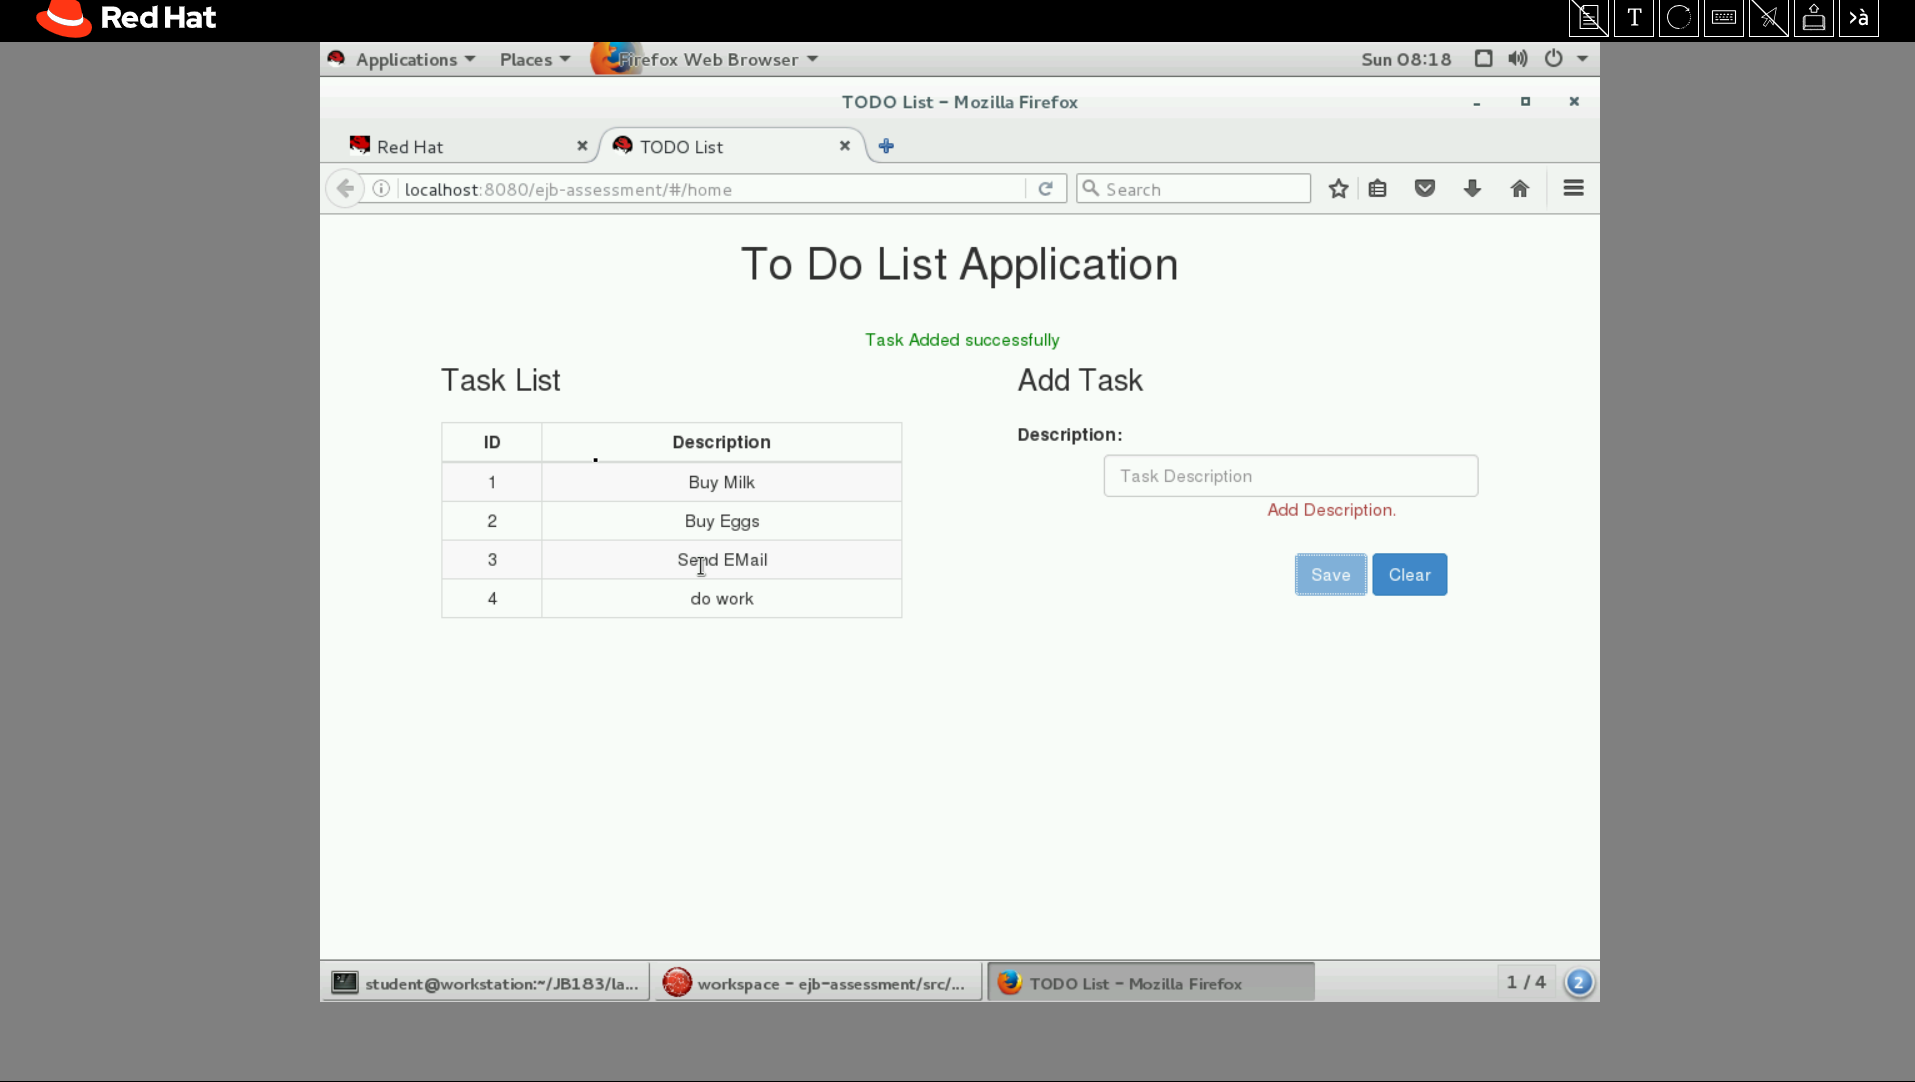 Red Hat
T
>à
Applications Places Firefox Web Browser Sun 08:18
TODO List - Mozilla Firefox
Red Hat
TODO List
localhost:8080/ejb-assessment/#/home
Search
To Do List Application
Task Added successfully
Task List
ID Description
1 Buy Milk
2 Buy Eggs
3 Send EMail
4 do work
Add Task
Description:
Task Description
Add Description.
Save Clear
student@workstation:~/JB183/la...
workspace - ejb-assessment/src/...
TODO List - Mozilla Firefox
1 / 4
2